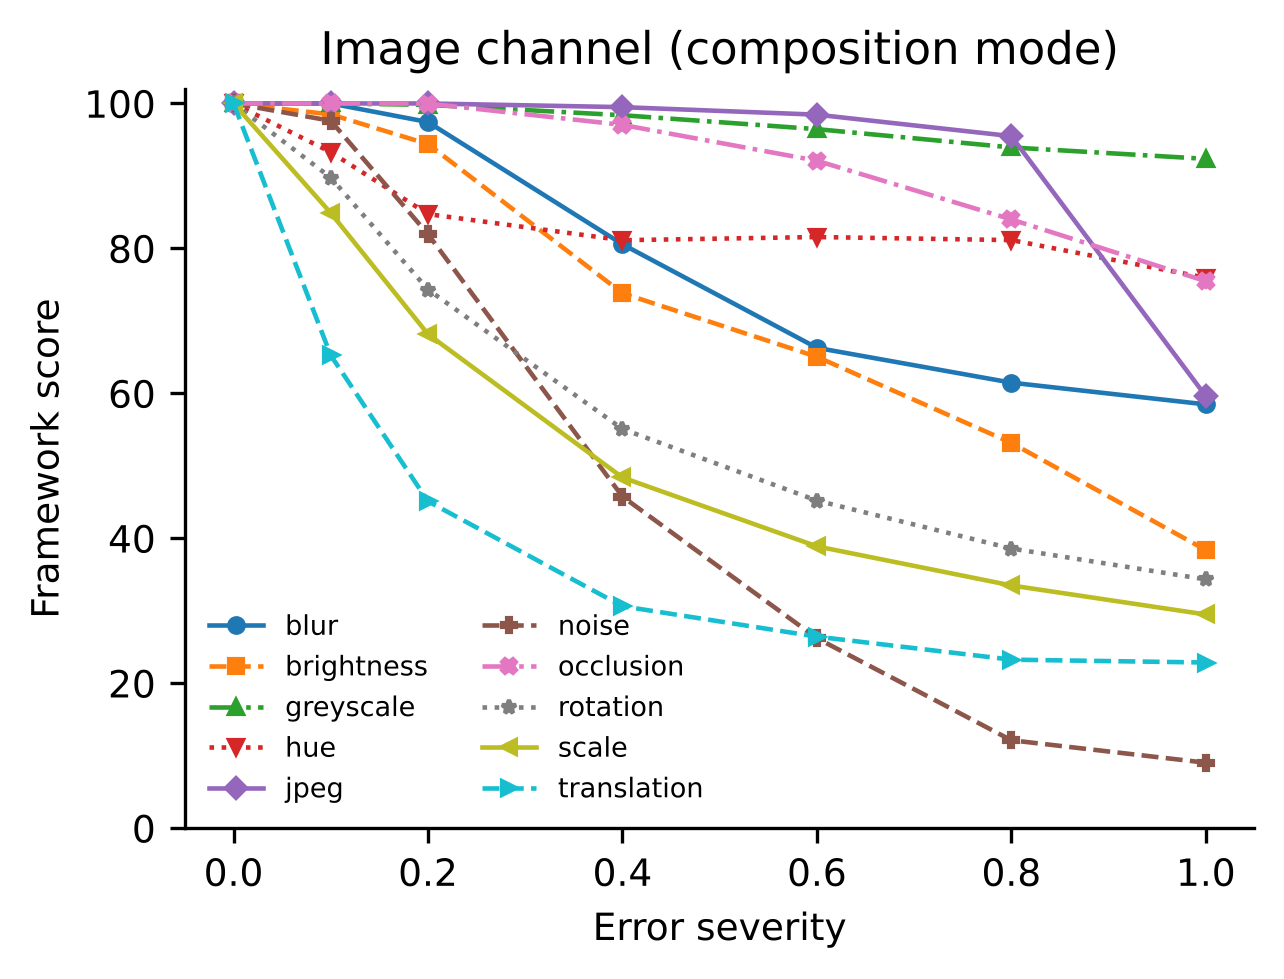 Image channel (composition mode)
100
80
60
40
20
0
Framework score
blur
brightness
greyscale
hue
jpeg
noise
occlusion
rotation
scale
translation
0.0 0.2 0.4 0.6 0.8 1.0
Error severity